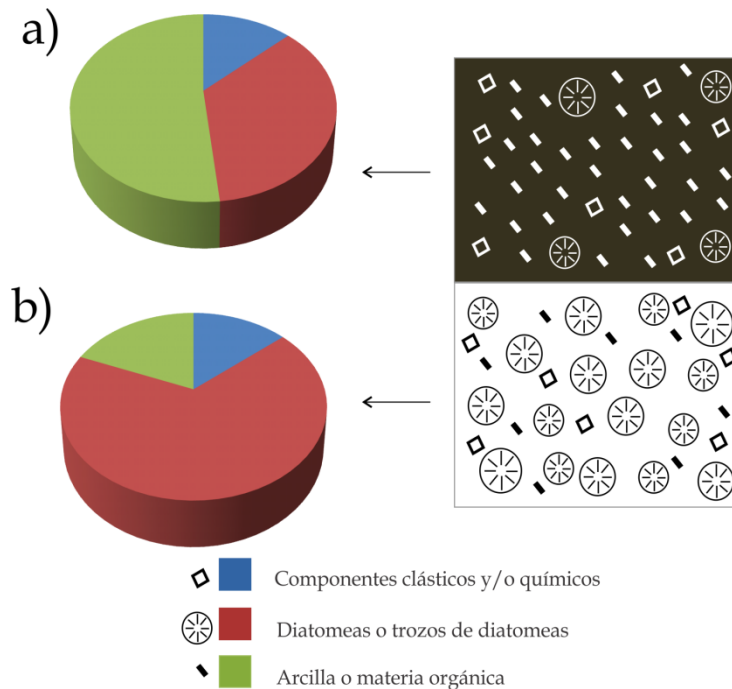 a)
b)
Componentes clásticos y/o químicos
Diatomeas o trozos de diatomeas
Arcilla o materia orgánica